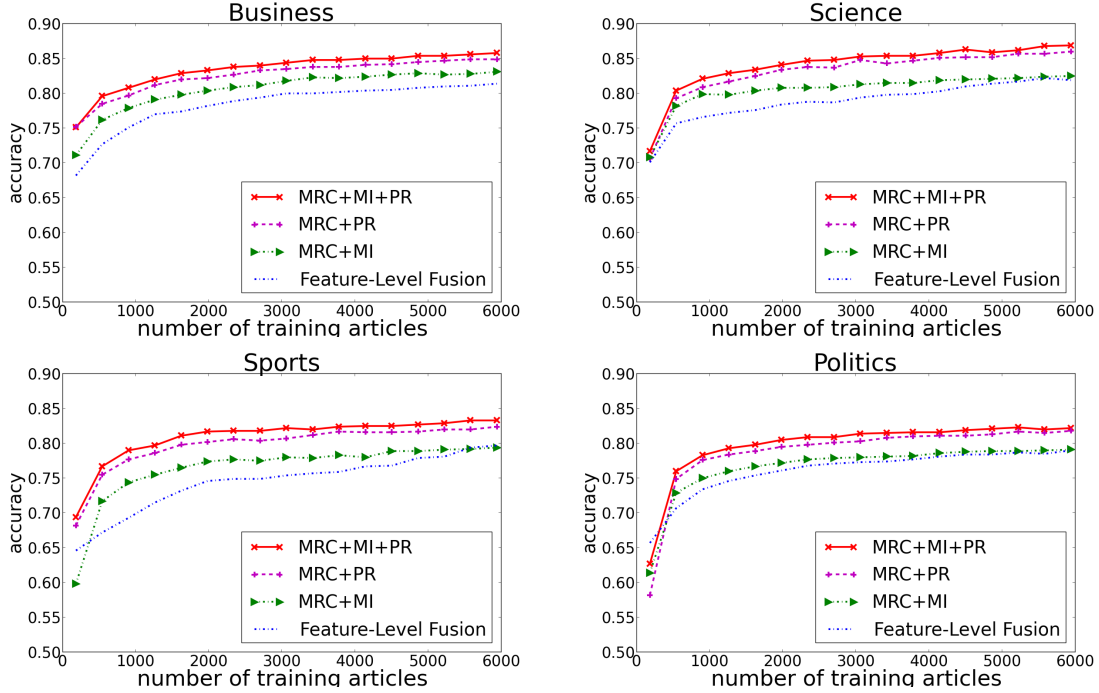 Business
0.90
0.85
0.80
0.75
0.70
0.65
0.60
0.55
0.50
accuracy
MRC+MI+PR
MRC+PR
MRC+MI
Feature-Level Fusion
0 1000 2000 3000 4000 5000 6000
number of training articles
Science
0.90
0.85
0.80
0.75
0.70
0.65
0.60
0.55
0.50
accuracy
MRC+MI+PR
MRC+PR
MRC+MI
Feature-Level Fusion
0 1000 2000 3000 4000 5000 6000
number of training articles
Sports
0.90
0.85
0.80
0.75
0.70
0.65
0.60
0.55
0.50
accuracy
MRC+MI+PR
MRC+PR
MRC+MI
Feature-Level Fusion
0 1000 2000 3000 4000 5000 6000
number of training articles
Politics
0.90
0.85
0.80
0.75
0.70
0.65
0.60
0.55
0.50
accuracy
MRC+MI+PR
MRC+PR
MRC+MI
Feature-Level Fusion
0 1000 2000 3000 4000 5000 6000
number of training articles